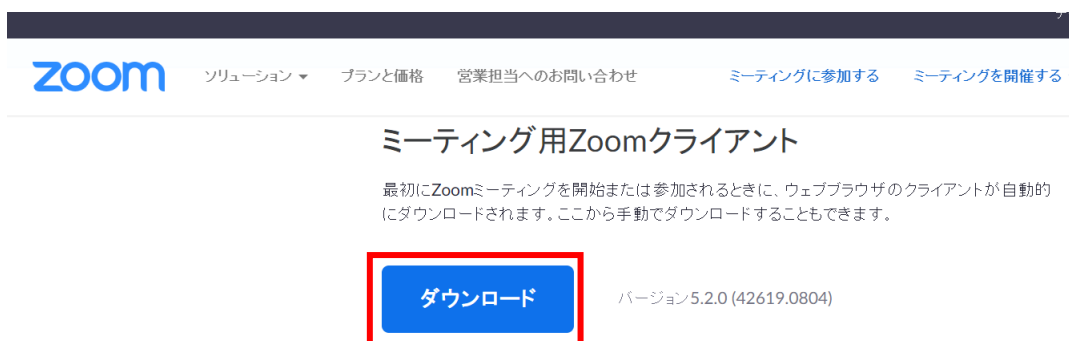 zoom ソリューション プランと価格 営業担当へのお問い合わせ ミーティングに参加する ミーティングを開催する
ミーティング用Zoomクライアント
最初にZoomミーティングを開始または参加されるときに、ウェブブラウザのクライアントが自動的
にダウンロードされます。ここから手動でダウンロードすることもできます。
ダウンロード バージョン5.2.0 (42619.0804)